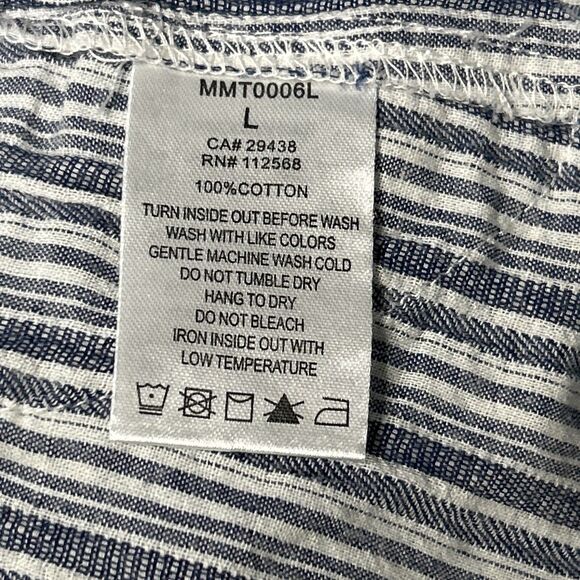 MMT0006L
L
CA# 29438
RN# 112568
100%COTTON
TURN INSIDE OUT BEFORE WASH
WASH WITH LIKE COLORS
GENTLE MACHINE WASH COLD
DO NOT TUMBLE DRY
HANG TO DRY
DO NOT BLEACH
IRON INSIDE OUT WITH
LOW TEMPERATURE